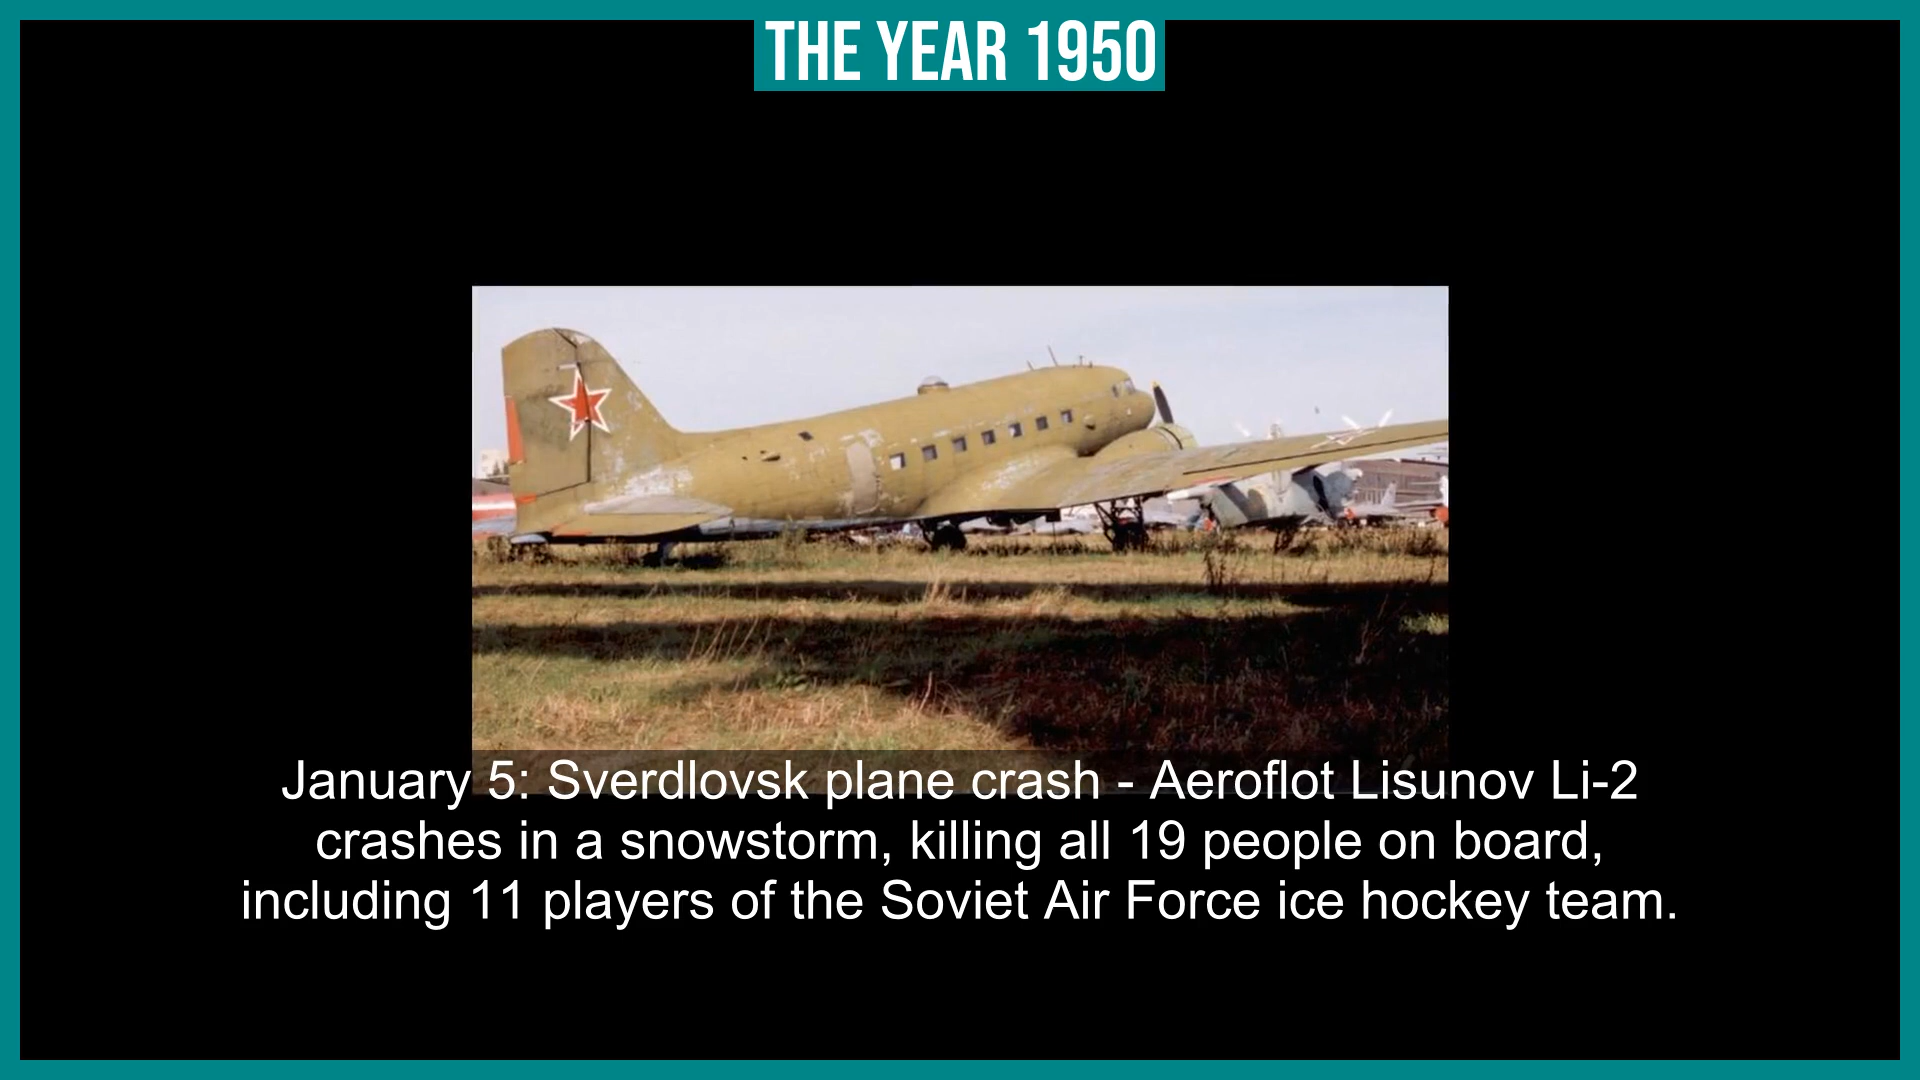 THE YEAR 1950
January 5: Sverdlovsk plane crash - Aeroflot Lisunov Li-2
crashes in a snowstorm, killing all 19 people on board,
including 11 players of the Soviet Air Force ice hockey team.